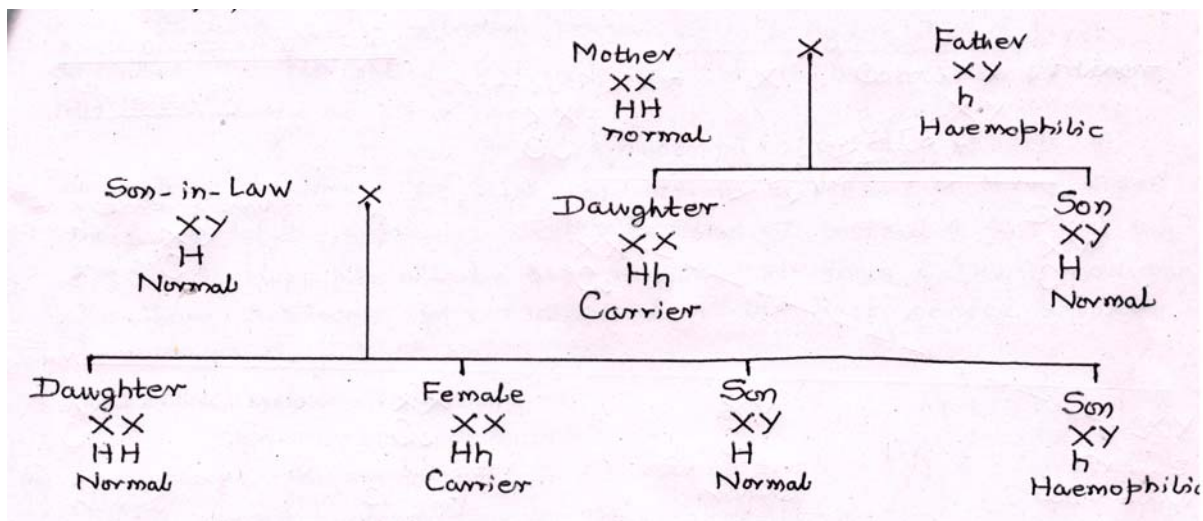 Mother × Father
XX XY
HH h
normal Haemophilic
Son-in-Law × Daughter Son
XY XX XY
H Hh H
Normal Carrier Normal
Daughter Female Son Son
XX XX XY XY
HH Hh H h
Normal Carrier Normal Haemophilic